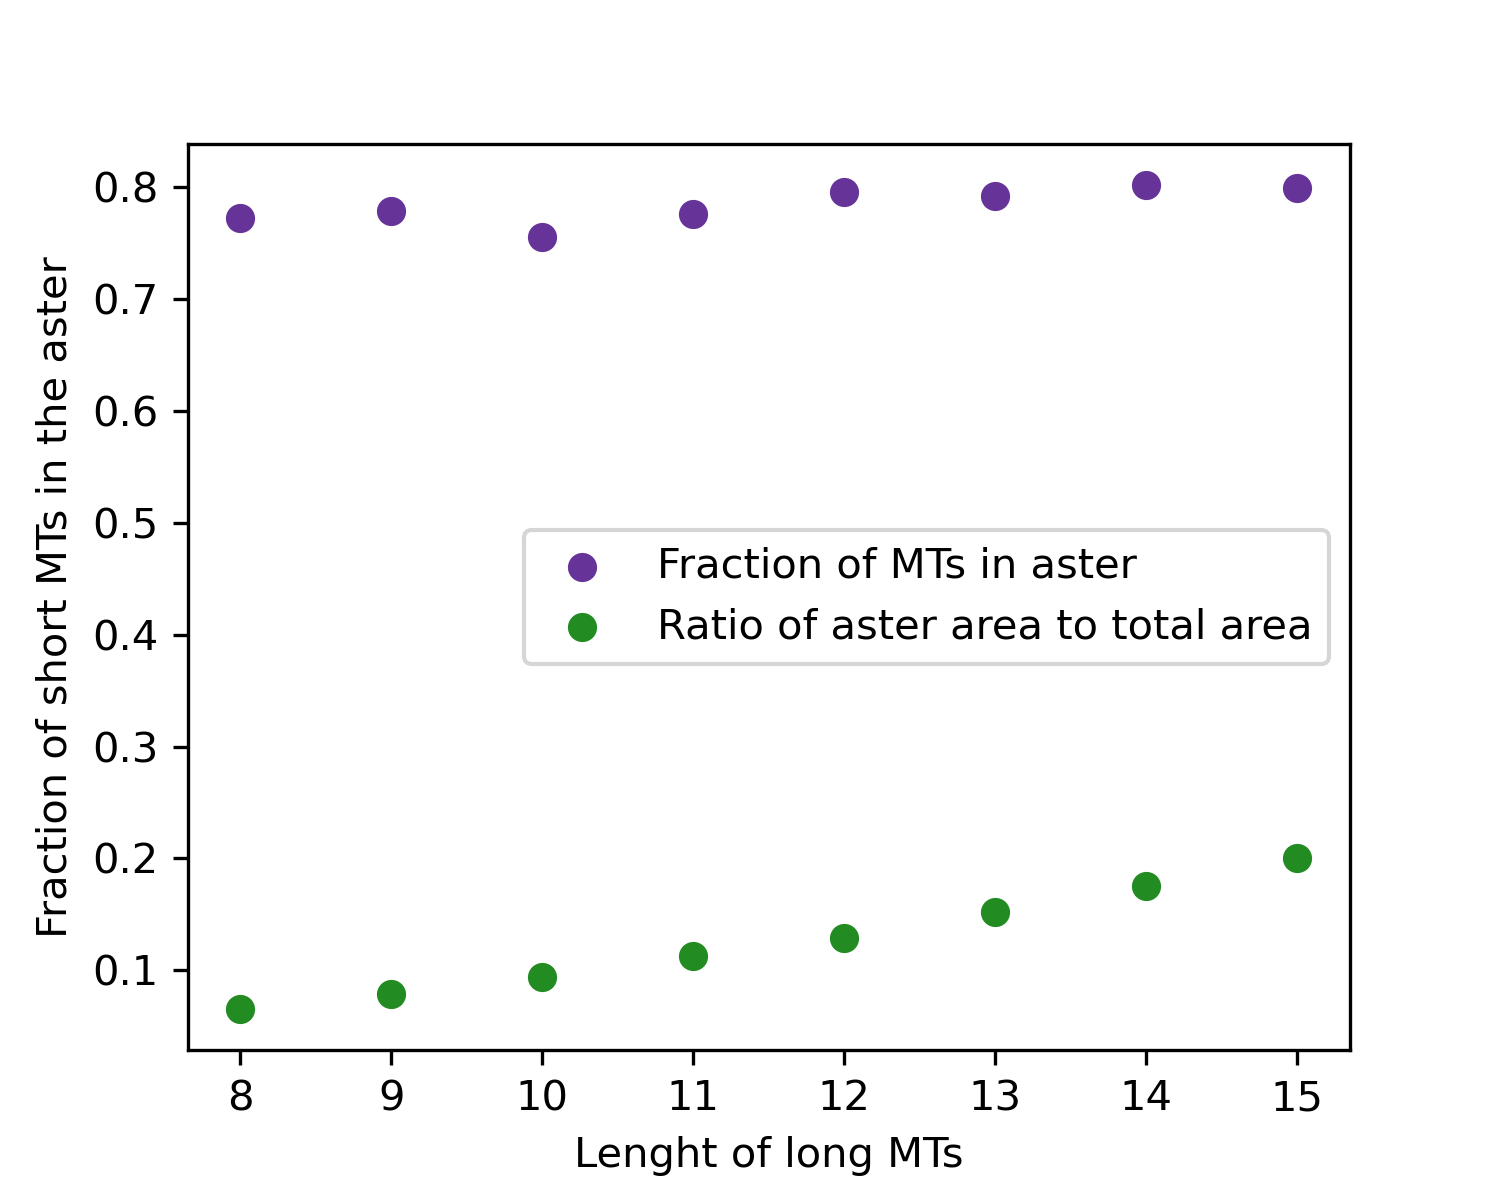 0.8
0.7
0.6
0.5
0.4
0.3
0.2
0.1
Fraction of short MTs in the aster
Fraction of MTs in aster
Ratio of aster area to total area
8 9 10 11 12 13 14 15
Lenght of long MTs